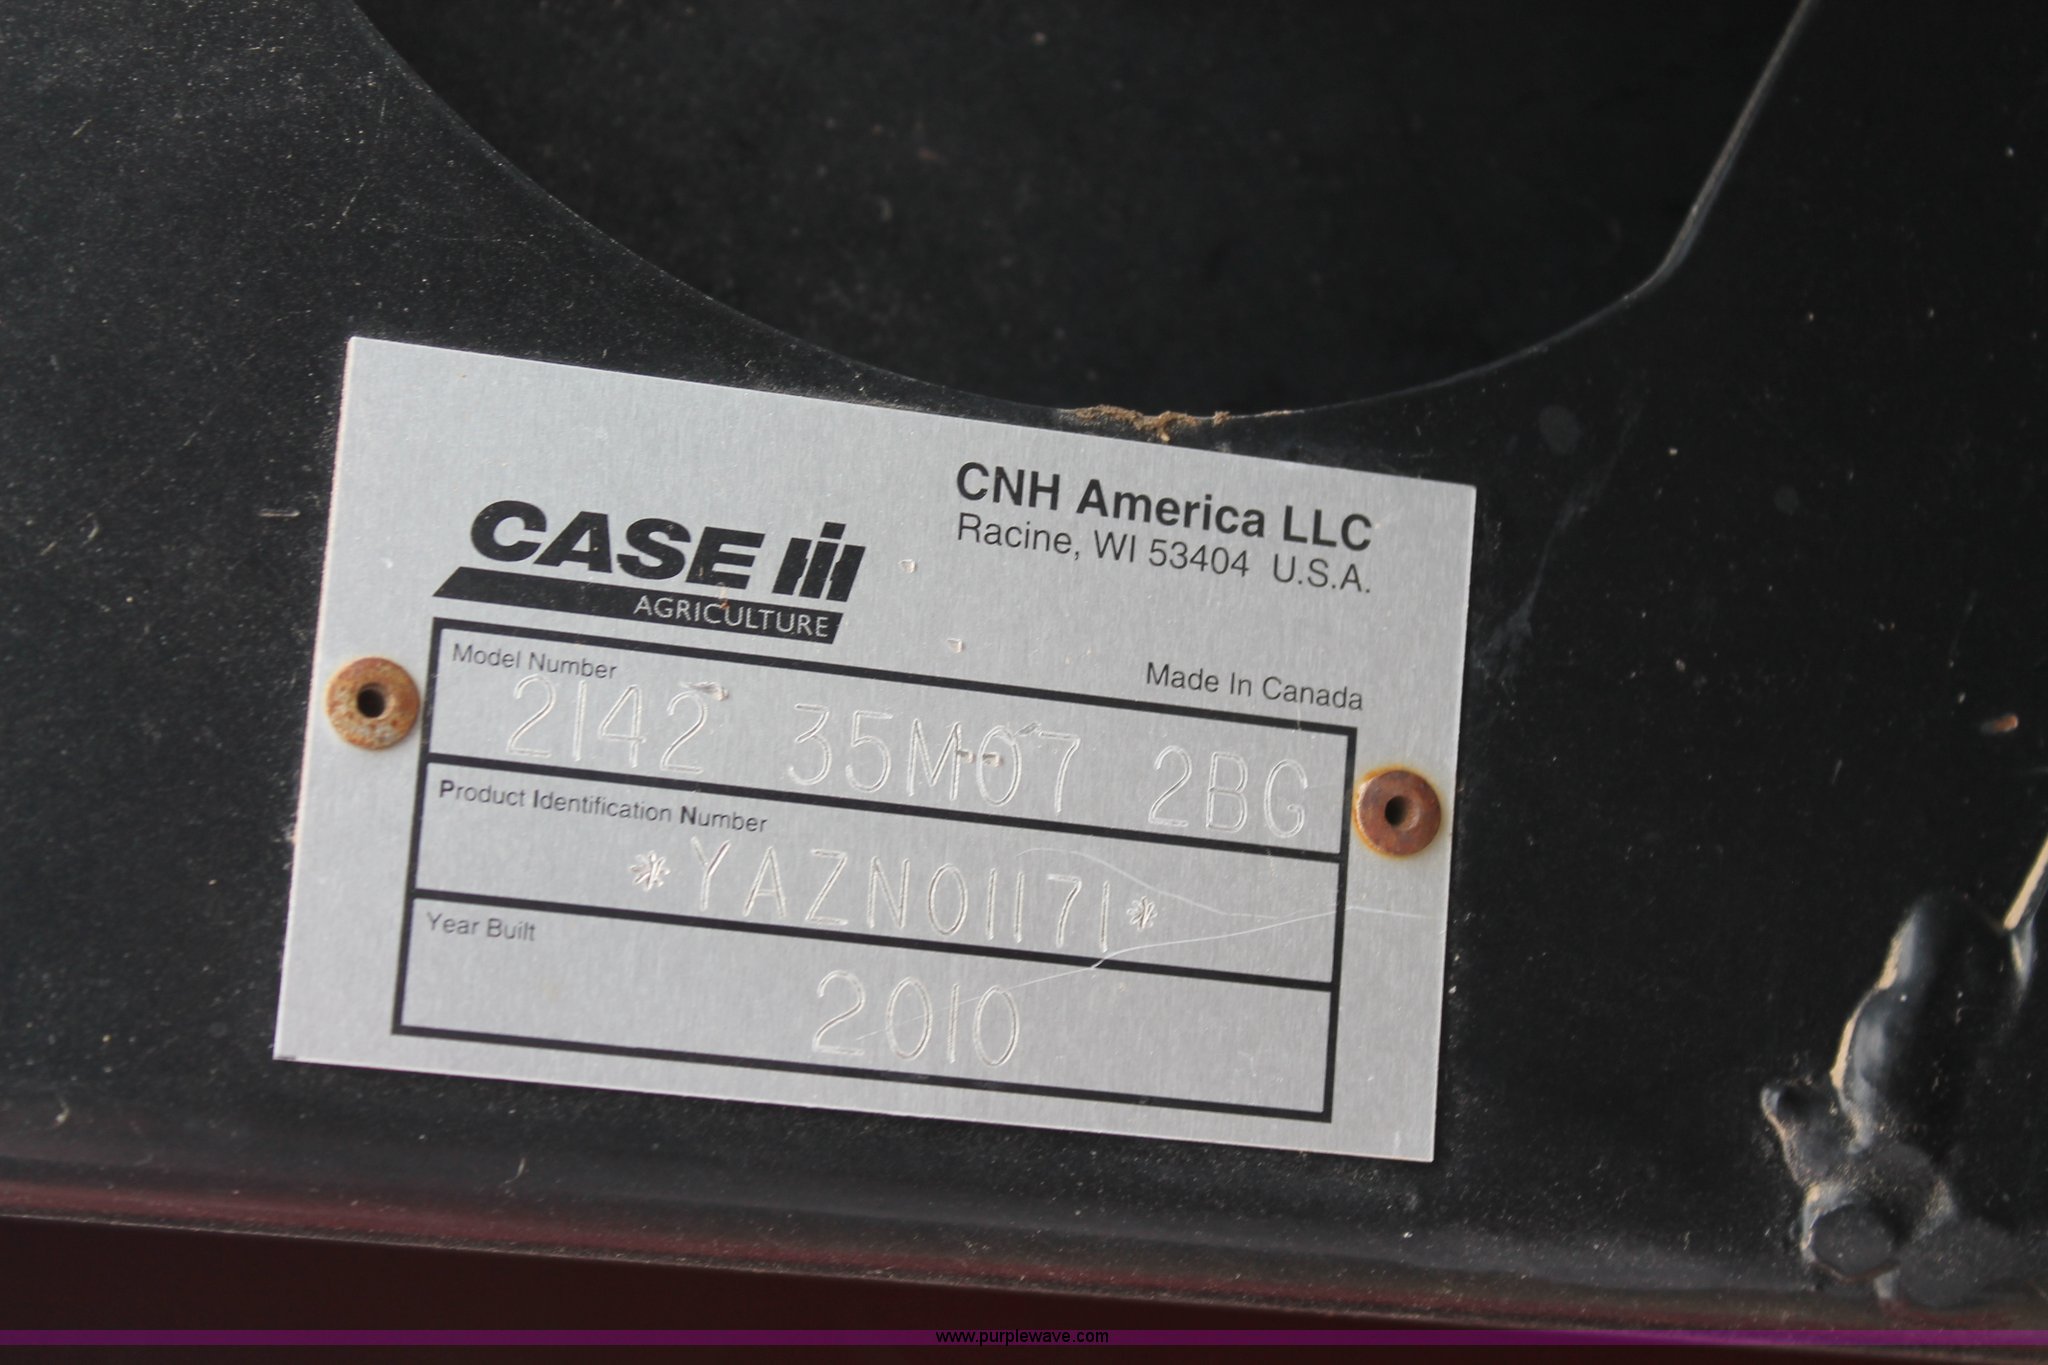 CASE IH
AGRICULTURE
CNH America LLC
Racine, WI 53404 U.S.A.
Made In Canada
Model Number
2142 35M07 2BG
Product Identification Number
*YAZN01171*
Year Built
2010
www.purplewave.com